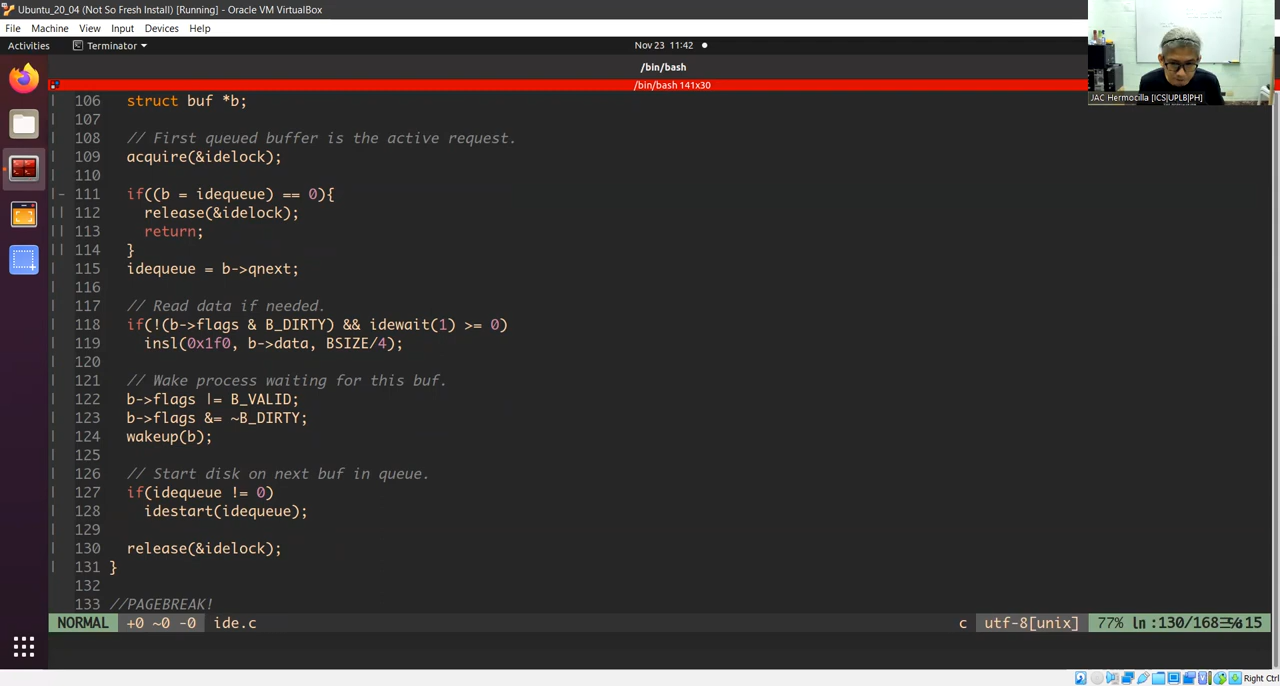 Ubuntu_20_04 (Not So Fresh Install) [Running] - Oracle VM VirtualBox
File Machine View Input Devices Help
Activities Terminator Nov 23 11:42
/bin/bash
/bin/bash 141x30
JAC Hermocilla [ICS|UPLB|PH]
106 struct buf *b;
107
108 // First queued buffer is the active request.
109 acquire(&idelock);
110
111 if((b = idequeue) == 0){
112 release(&idelock);
113 return;
114 }
115 idequeue = b->qnext;
116
117 // Read data if needed.
118 if(!(b->flags & B_DIRTY) && idewait(1) >= 0)
119 insl(0x1f0, b->data, BSIZE/4);
120
121 // Wake process waiting for this buf.
122 b->flags |= B_VALID;
123 b->flags &= ~B_DIRTY;
124 wakeup(b);
125
126 // Start disk on next buf in queue.
127 if(idequeue != 0)
128 idestart(idequeue);
129
130 release(&idelock);
131 }
132
133 //PAGEBREAK!
NORMAL +0 ~0 -0 ide.c c utf-8[unix] 77% ln :130/168 :15
Right Ctrl